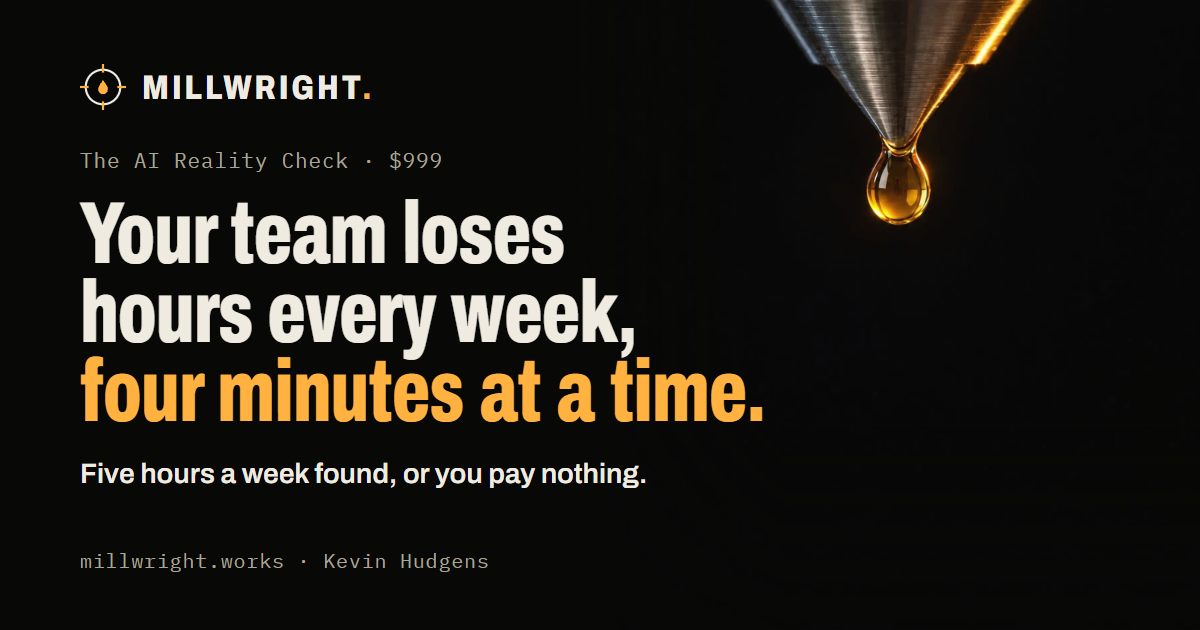 MILLWRIGHT.
The AI Reality Check · $999
Your team loses
hours every week,
four minutes at a time.
Five hours a week found, or you pay nothing.
millwright.works · Kevin Hudgens